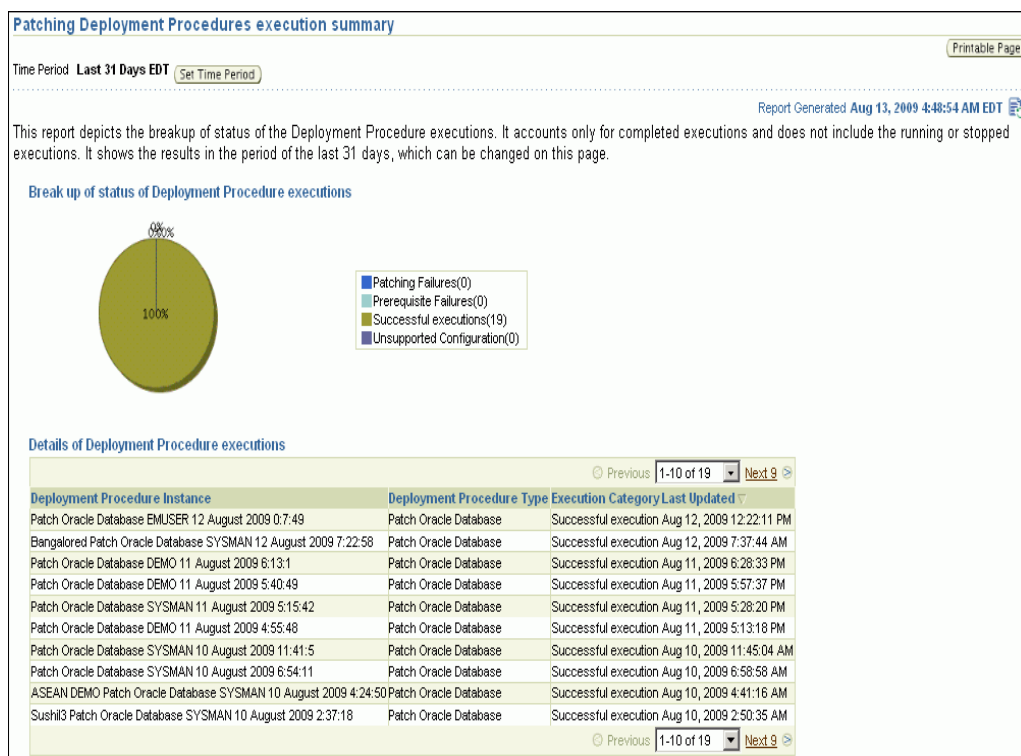 Patching Deployment Procedures execution summary
Printable Page
Time Period Last 31 Days EDT Set Time Period
Report Generated Aug 13, 2009 4:48:54 AM EDT
This report depicts the breakup of status of the Deployment Procedure executions. It accounts only for completed executions and does not include the running or stopped
executions. It shows the results in the period of the last 31 days, which can be changed on this page.
Break up of status of Deployment Procedure executions
100%
Patching Failures(0)
Prerequisite Failures(0)
Successful executions(19)
Unsupported Configuration(0)
Details of Deployment Procedure executions
Previous 1-10 of 19 Next 9
Deployment Procedure Instance Deployment Procedure Type Execution Category Last Updated
Patch Oracle Database EMUSER 12 August 2009 0:7:49 Patch Oracle Database Successful execution Aug 12, 2009 12:22:11 PM
Bangalored Patch Oracle Database SYSMAN 12 August 2009 7:22:58 Patch Oracle Database Successful execution Aug 12, 2009 7:37:44 AM
Patch Oracle Database DEMO 11 August 2009 6:13:1 Patch Oracle Database Successful execution Aug 11, 2009 6:28:33 PM
Patch Oracle Database DEMO 11 August 2009 5:40:49 Patch Oracle Database Successful execution Aug 11, 2009 5:57:37 PM
Patch Oracle Database SYSMAN 11 August 2009 5:15:42 Patch Oracle Database Successful execution Aug 11, 2009 5:28:20 PM
Patch Oracle Database DEMO 11 August 2009 4:55:48 Patch Oracle Database Successful execution Aug 11, 2009 5:13:18 PM
Patch Oracle Database SYSMAN 10 August 2009 11:41:5 Patch Oracle Database Successful execution Aug 10, 2009 11:45:04 AM
Patch Oracle Database SYSMAN 10 August 2009 6:54:11 Patch Oracle Database Successful execution Aug 10, 2009 6:58:58 AM
ASEAN DEMO Patch Oracle Database SYSMAN 10 August 2009 4:24:50 Patch Oracle Database Successful execution Aug 10, 2009 4:41:16 AM
Sushil3 Patch Oracle Database SYSMAN 10 August 2009 2:37:18 Patch Oracle Database Successful execution Aug 10, 2009 2:50:35 AM
Previous 1-10 of 19 Next 9